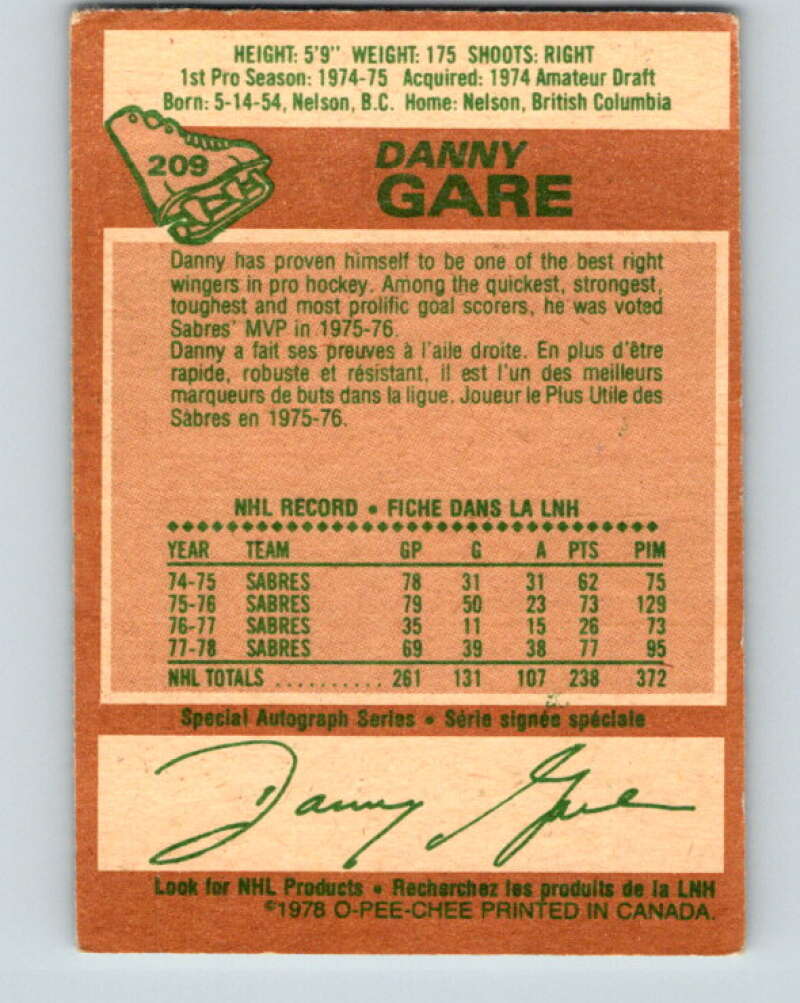 HEIGHT: 5'9" WEIGHT: 175 SHOOTS: RIGHT
1st Pro Season: 1974-75 Acquired: 1974 Amateur Draft
Born: 5-14-54, Nelson, B.C. Home: Nelson, British Columbia
209
DANNY
GARE
Danny has proven himself to be one of the best right
wingers in pro hockey. Among the quickest, strongest,
toughest and most prolific goal scorers, he was voted
Sabres' MVP in 1975-76.
Danny a fait ses preuves à l'aile droite. En plus d'être
rapide, robuste et résistant, il est l'un des meilleurs
marqueurs de buts dans la ligue. Joueur le Plus Utile des
Sabres en 1975-76.
NHL RECORD • FICHE DANS LA LNH
YEAR TEAM GP G A PTS PIM
74-75 SABRES 78 31 31 62 75
75-76 SABRES 79 50 23 73 129
76-77 SABRES 35 11 15 26 73
77-78 SABRES 69 39 38 77 95
NHL TOTALS .......... 261 131 107 238 372
Special Autograph Series • Série signée spéciale
Danny Gare
Look for NHL Products • Recherchez les produits de la LNH
©1978 O-PEE-CHEE PRINTED IN CANADA.